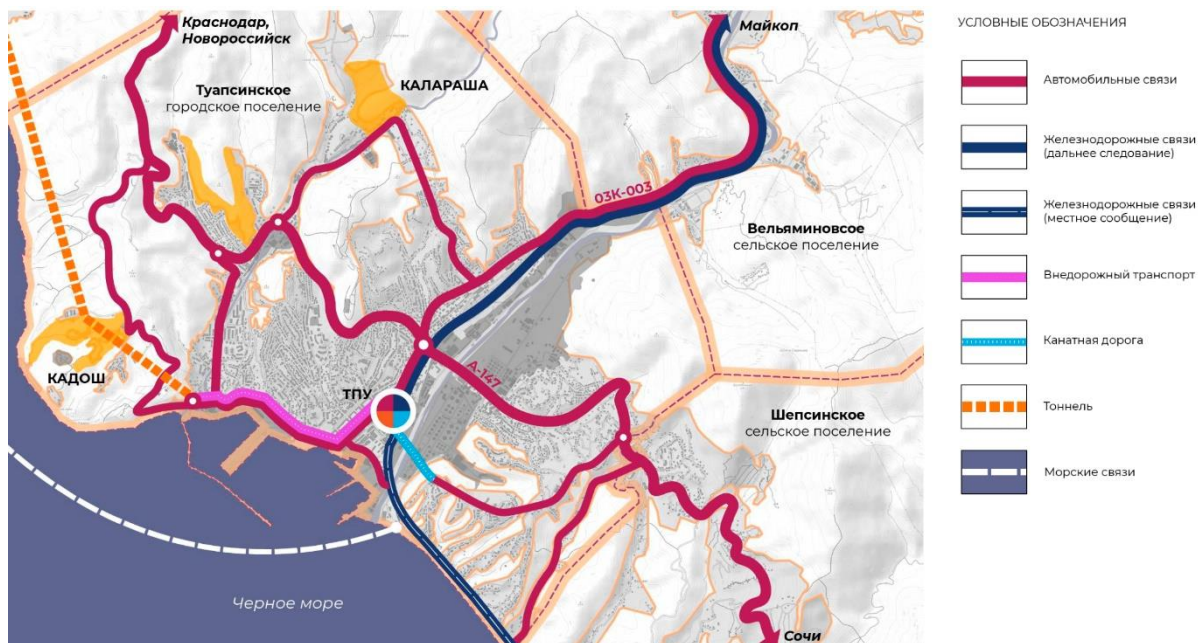 Краснодар,
Новороссийск
Майкоп
Туапсинское
городское поселение
КАЛАРАША
03К-003
Вельяминовсое
сельское поселение
КАДОШ
ТПУ
А-147
Шепсинское
сельское поселение
Черное море
Сочи
УСЛОВНЫЕ ОБОЗНАЧЕНИЯ
Автомобильные связи
Железнодорожные связи
(дальнее следование)
Железнодорожные связи
(местное сообщение)
Внедорожный транспорт
Канатная дорога
Тоннель
Морские связи